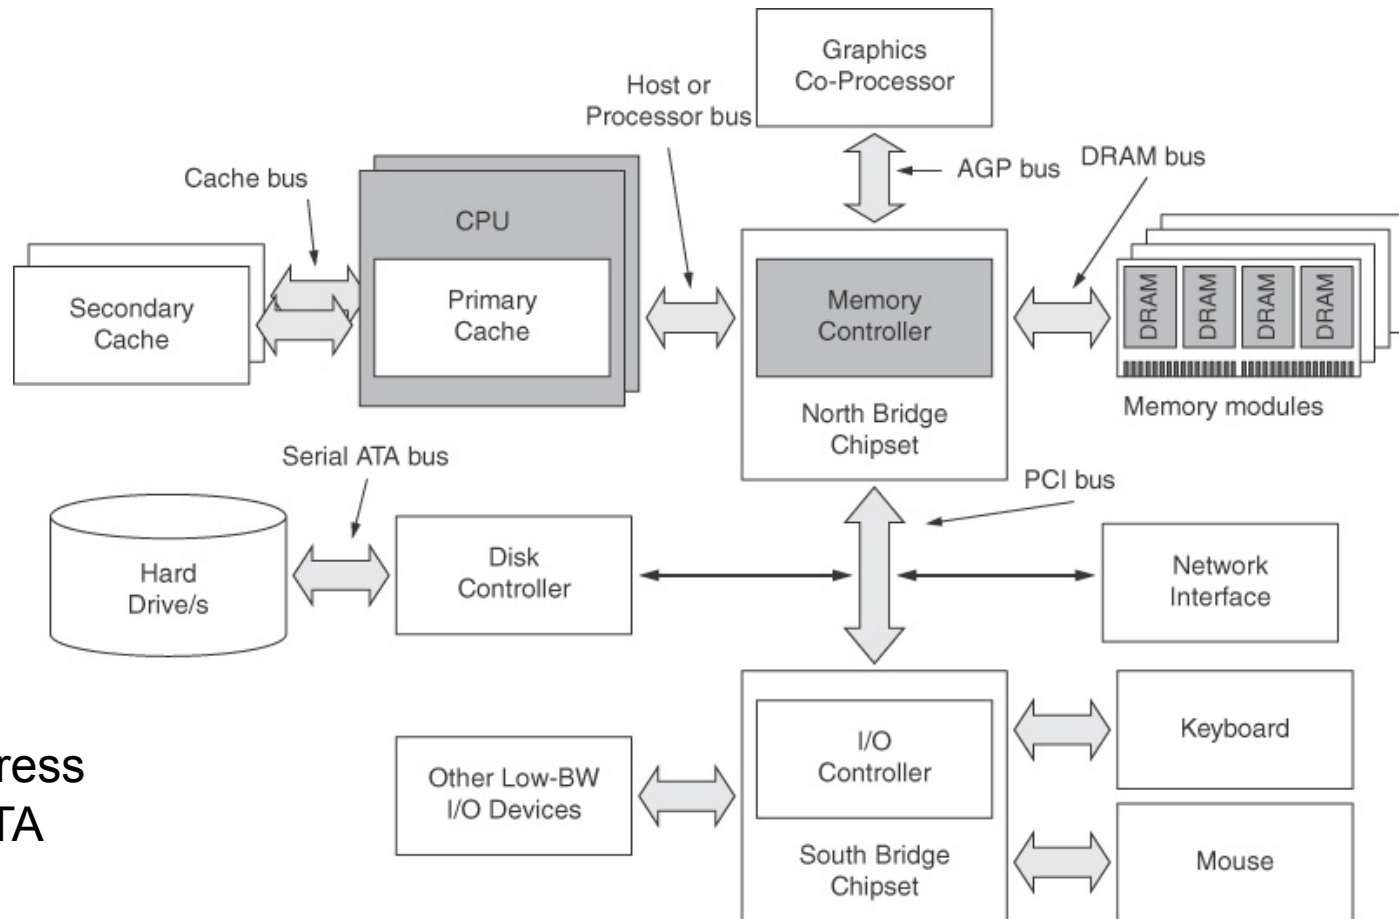 Graphics
Co-Processor
Host or
Processor bus
AGP bus
DRAM bus
Cache bus
CPU
Secondary
Cache
Primary
Cache
Memory
Controller
DRAM
DRAM
DRAM
DRAM
North Bridge
Chipset
Memory modules
Serial ATA bus
PCI bus
Hard
Drive/s
Disk
Controller
Network
Interface
ress
TA
Other Low-BW
I/O Devices
I/O
Controller
South Bridge
Chipset
Keyboard
Mouse